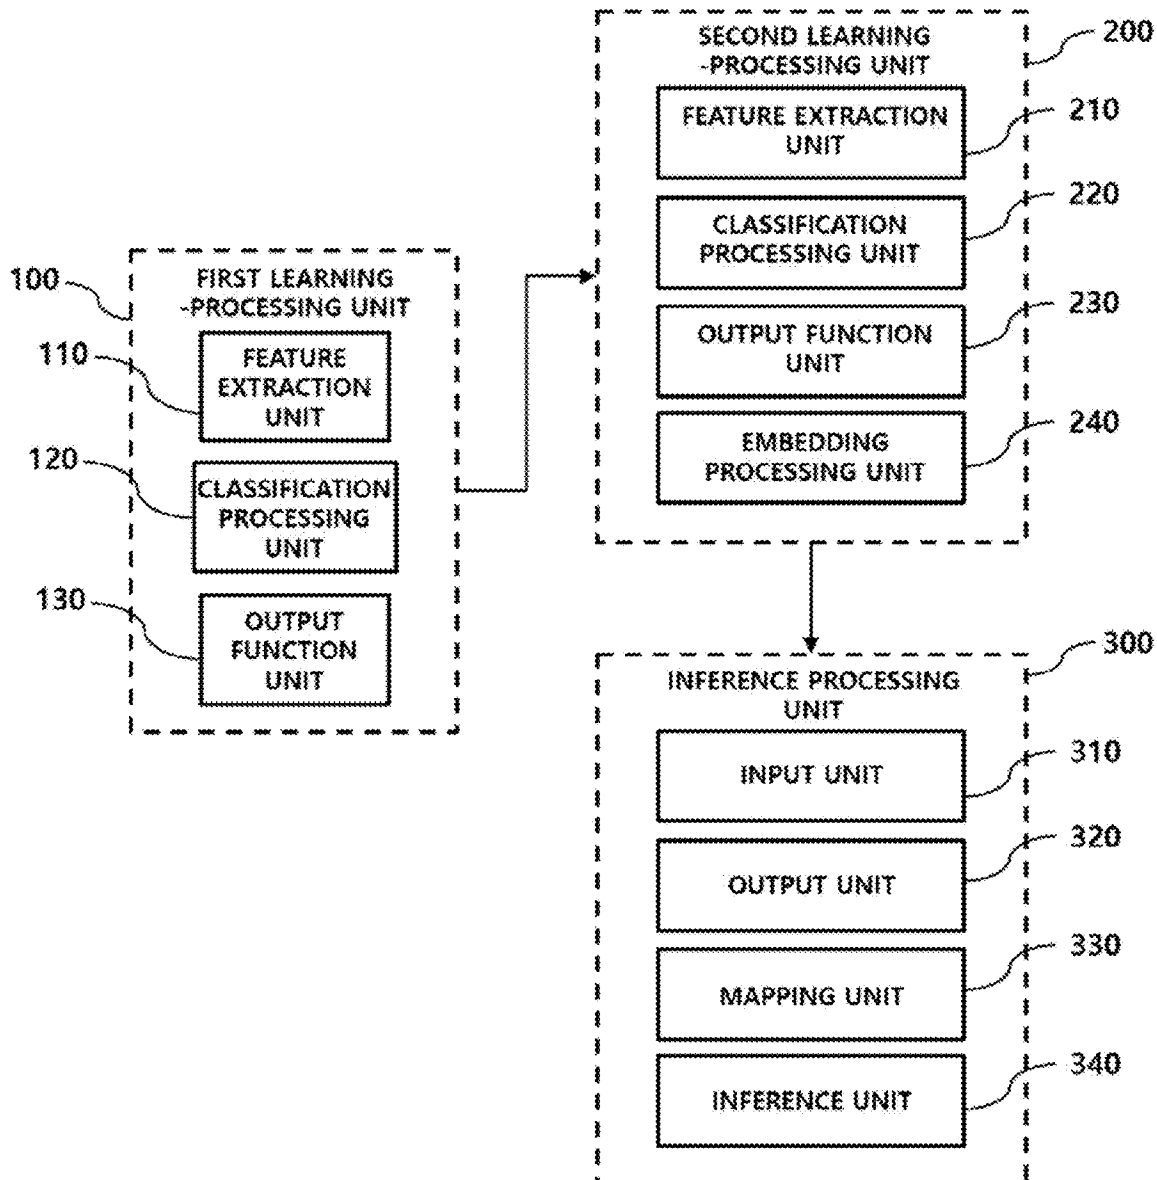 100
FIRST LEARNING
-PROCESSING UNIT
110
FEATURE
EXTRACTION
UNIT
120
CLASSIFICATION
PROCESSING
UNIT
130
OUTPUT
FUNCTION
UNIT
SECOND LEARNING
-PROCESSING UNIT
200
FEATURE EXTRACTION
UNIT
210
CLASSIFICATION
PROCESSING UNIT
220
OUTPUT FUNCTION
UNIT
230
EMBEDDING
PROCESSING UNIT
240
INFERENCE PROCESSING
UNIT
300
INPUT UNIT
310
OUTPUT UNIT
320
MAPPING UNIT
330
INFERENCE UNIT
340